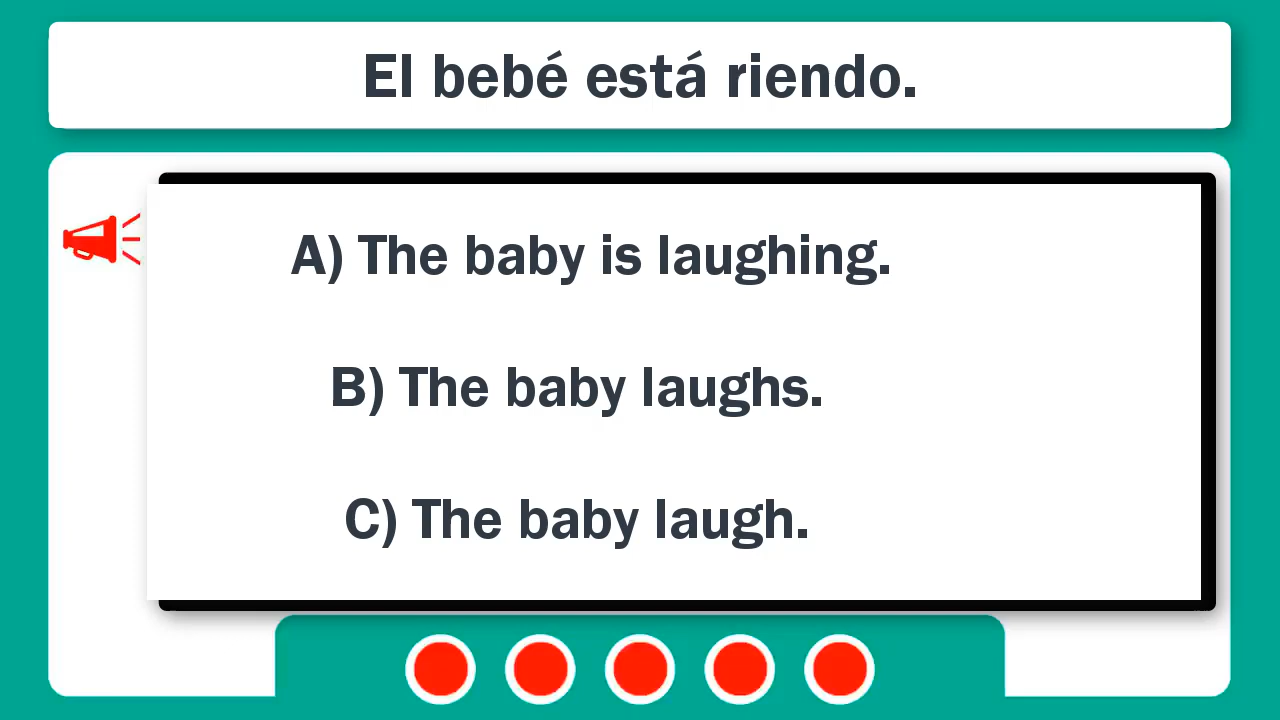 El bebé está riendo.
A) The baby is laughing.
B) The baby laughs.
C) The baby laugh.